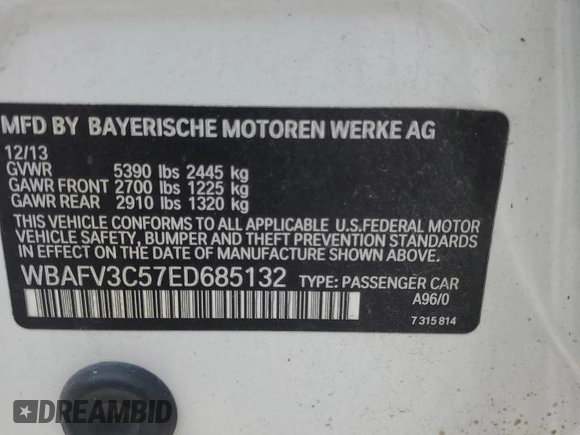 MFD BY BAYERISCHE MOTOREN WERKE AG
12/13
GVWR 5390 lbs 2445 kg
GAWR FRONT 2700 lbs 1225 kg
GAWR REAR 2910 lbs 1320 kg
THIS VEHICLE CONFORMS TO ALL APPLICABLE U.S.FEDERAL MOTOR
VEHICLE SAFETY, BUMPER AND THEFT PREVENTION STANDARDS
IN EFFECT ON THE DATE OF MANUFACTURE SHOWN ABOVE.
WBAFV3C57ED685132 TYPE: PASSENGER CAR
A96/0
7 315 814
DREAMBID